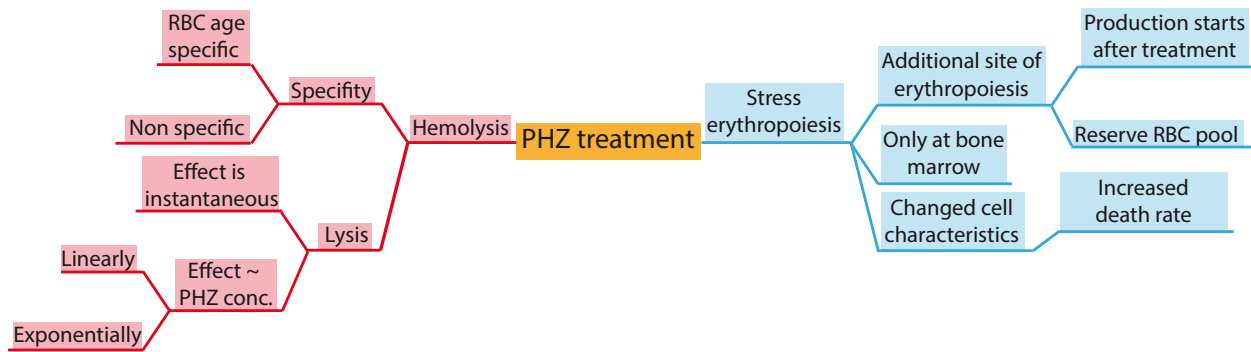 RBC age
specific
Specifity
Non specific
Hemolysis
Effect is
instantaneous
Lysis
Linearly
Effect ~
PHZ conc.
Exponentially
PHZ treatment
Stress
erythropoiesis
Additional site of
erythropoiesis
Production starts
after treatment
Reserve RBC pool
Only at bone
marrow
Changed cell
characteristics
Increased
death rate